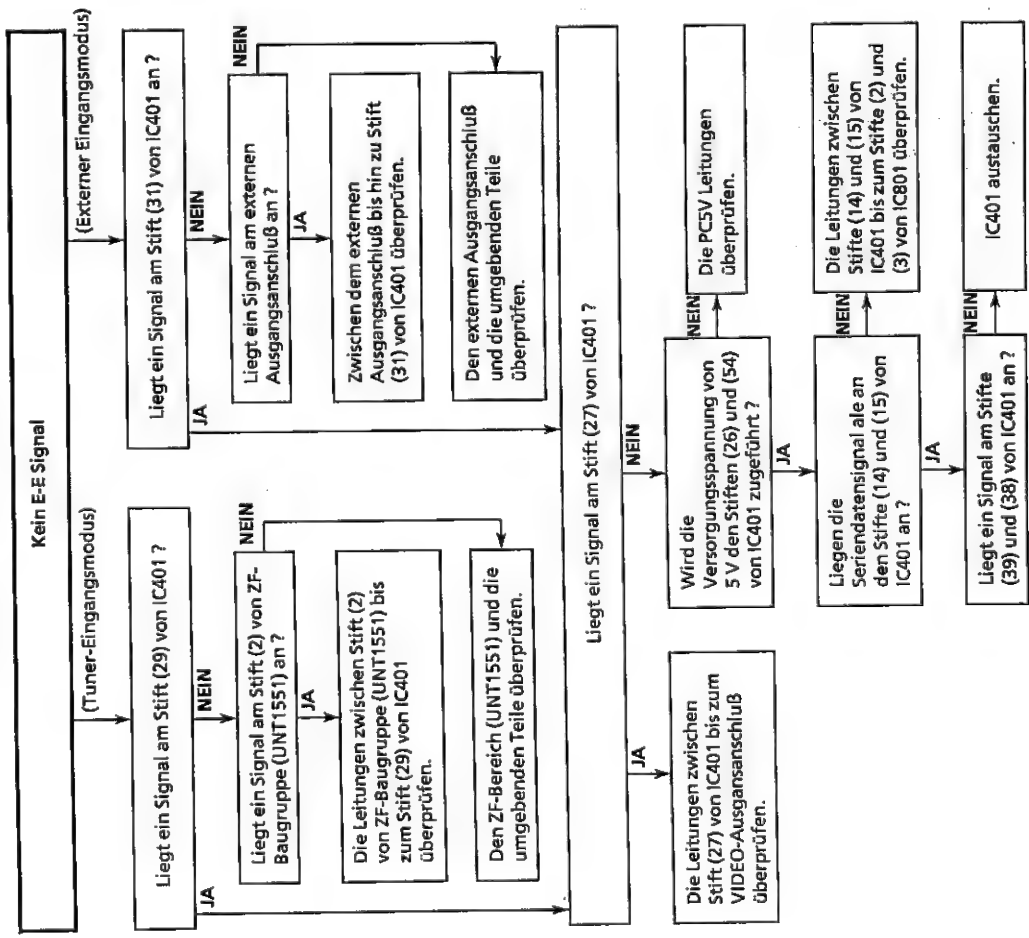 Kein E-E Signal
(Tuner-Eingangsmodus)
(Externer Eingangsmodus)
Liegt ein Signal am Stift (29) von IC401 ?
JA
NEIN
Liegt ein Signal am Stift (2) von ZF-
Baugruppe (UNT1551) an ?
NEIN
JA
Die Leitungen zwischen Stift (2)
von ZF-Baugruppe (UNT1551) bis
zum Stift (29) von IC401
überprüfen.
Den ZF-Bereich (UNT1551) und die
umgebenden Teile überprüfen.
Liegt ein Signal am Stift (31) von IC401 an ?
JA
NEIN
Liegt ein Signal am externen
Ausgangsanschluß an ?
NEIN
JA
Zwischen dem externen
Ausgangsanschluß bis hin zu Stift
(31) von IC401 überprüfen.
Den externen Ausgangsanschluß
und die umgebenden Teile
überprüfen.
Liegt ein Signal am Stift (27) von IC401 ?
JA
NEIN
Die Leitungen zwischen
Stift (27) von IC401 bis zum
VIDEO-Ausgansanschluß
überprüfen.
Wird die
Versorgungsspannung von
5 V den Stiften (26) und (54)
von IC401 zugeführt ?
NEIN
Die PC5V Leitungen
überprüfen.
JA
Liegen die
Seriendatensignal ale an
den Stifte (14) und (15) von
IC401 an ?
NEIN
Die Leitungen zwischen
Stifte (14) und (15) von
IC401 bis zum Stifte (2) und
(3) von IC801 überprüfen.
JA
Liegt ein Signal am Stifte
(39) und (38) von IC401 an ?
NEIN
IC401 austauschen.